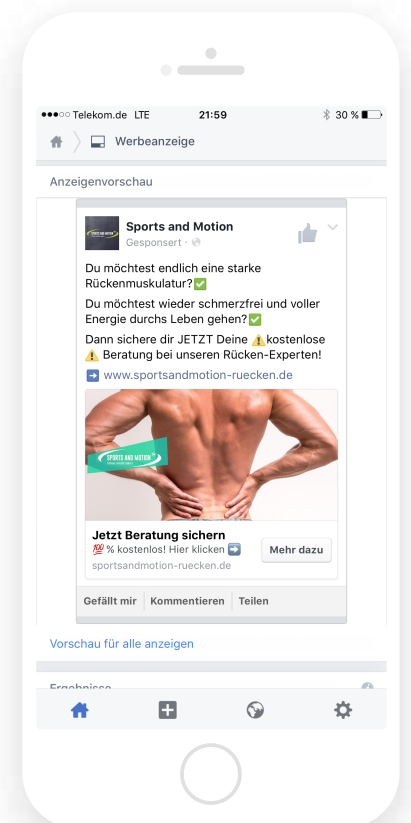 Telekom.de LTE 21:59 30 %
Werbeanzeige
Anzeigenvorschau
Sports and Motion
Gesponsert ·
Du möchtest endlich eine starke
Rückenmuskulatur?✅
Du möchtest wieder schmerzfrei und voller
Energie durchs Leben gehen?✅
Dann sichere dir JETZT Deine ⚠️kostenlose
⚠️ Beratung bei unseren Rücken-Experten!
➡️ www.sportsandmotion-ruecken.de
SPORTS AND MOTION
Jetzt Beratung sichern
💯 % kostenlos! Hier klicken ➡️
Mehr dazu
sportsandmotion-ruecken.de
Gefällt mir Kommentieren Teilen
Vorschau für alle anzeigen
Ergebnisse